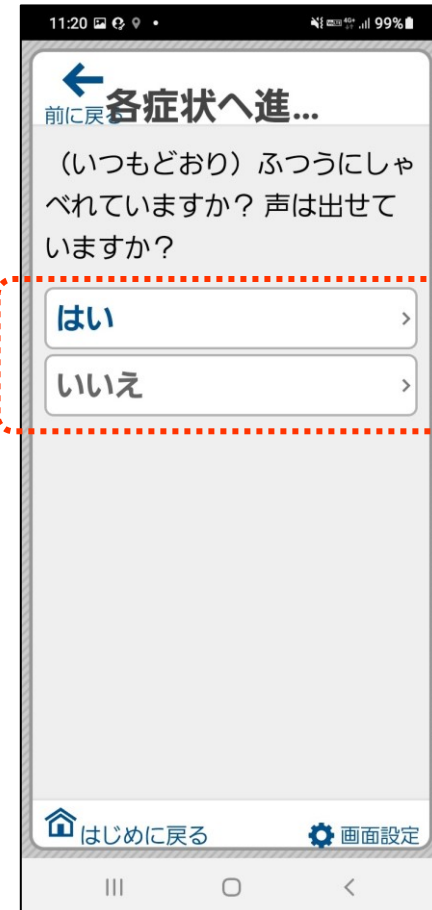 11:20 99%
前に戻る
各症状へ進...
（いつもどおり）ふつうにしゃ
べれていますか？ 声は出せて
いますか？
はい
いいえ
はじめに戻る
画面設定